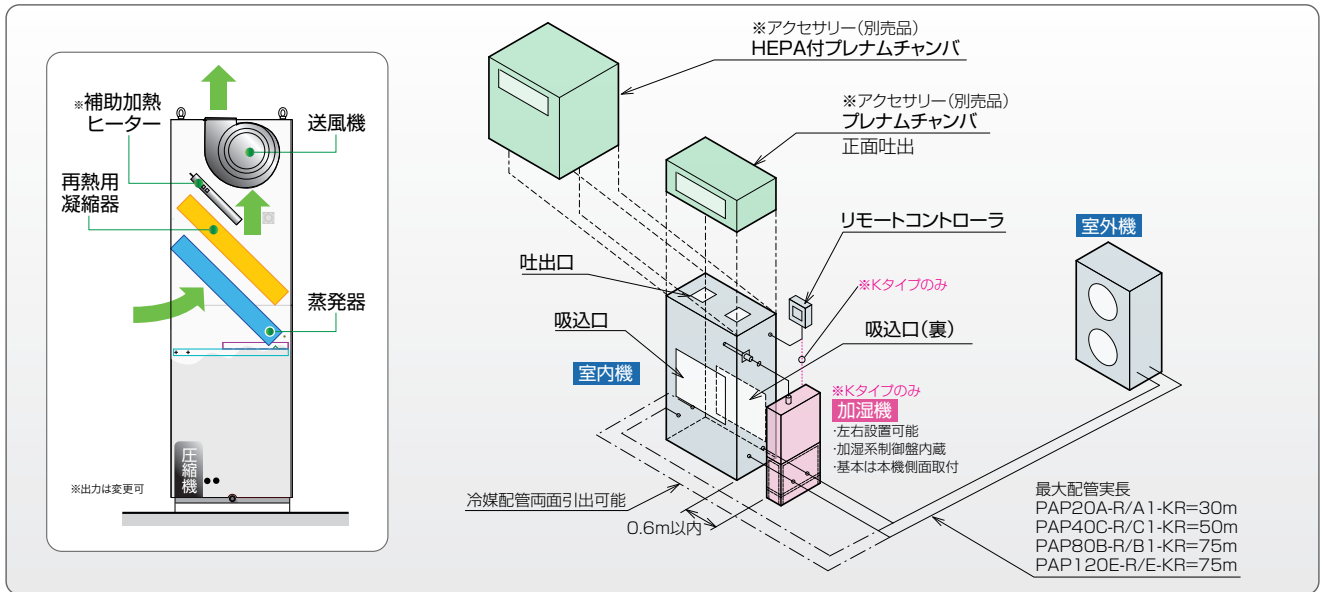 ※補助加熱
ヒーター
送風機
再熱用
凝縮器
蒸発器
圧縮機
※出力は変更可
※アクセサリー(別売品)
HEPA付プレナムチャンバ
※アクセサリー(別売品)
プレナムチャンバ
正面吐出
リモートコントローラ
室外機
吐出口
※Kタイプのみ
吸込口
吸込口(裏)
室内機
※Kタイプのみ
加湿機
・左右設置可能
・加湿系制御盤内蔵
・基本は本機側面取付
冷媒配管両面引出可能
0.6m以内
最大配管実長
PAP20A-R/A1-KR=30m
PAP40C-R/C1-KR=50m
PAP80B-R/B1-KR=75m
PAP120E-R/E-KR=75m